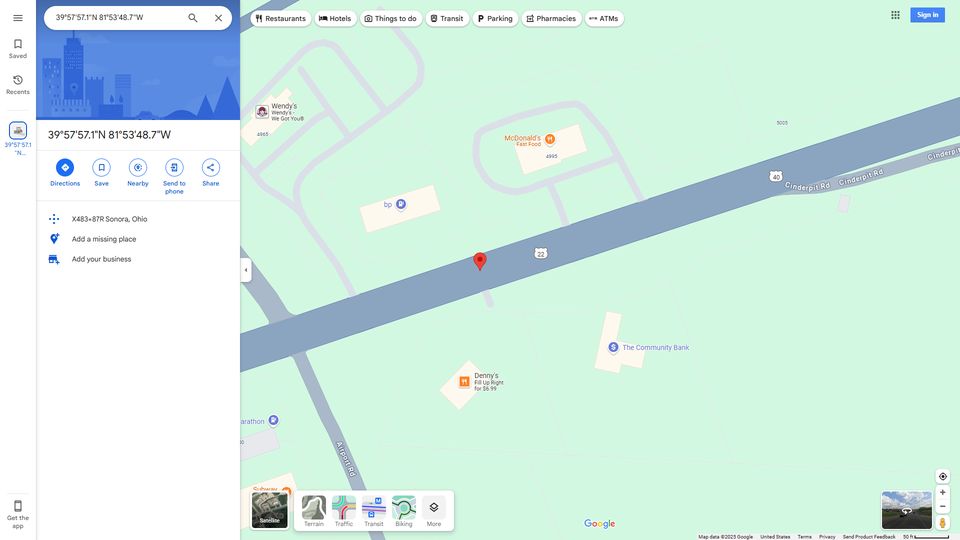 39°57'57.1"N 81°53'48.7"W
Saved
Recents
39°57'57.1
"N...
Get the
app
39°57'57.1"N 81°53'48.7"W
Directions
Save
Nearby
Send to
phone
Share
X483+87R Sonora, Ohio
Add a missing place
Add your business
Restaurants
Hotels
Things to do
Transit
Parking
Pharmacies
ATMs
Sign in
Wendy's
Wendy's
We Got You®
4965
McDonald's
Fast Food
4995
5005
bp
40
Cinderpit Rd
Cinderpit Rd
Cinderpit
22
The Community Bank
Denny's
Fill Up Right
for $6.99
arathon
Airport Rd
Subway
Satellite
Terrain
Traffic
Transit
Biking
More
Google
Map data ©2025 Google
United States
Terms
Privacy
Send Product Feedback
50 ft